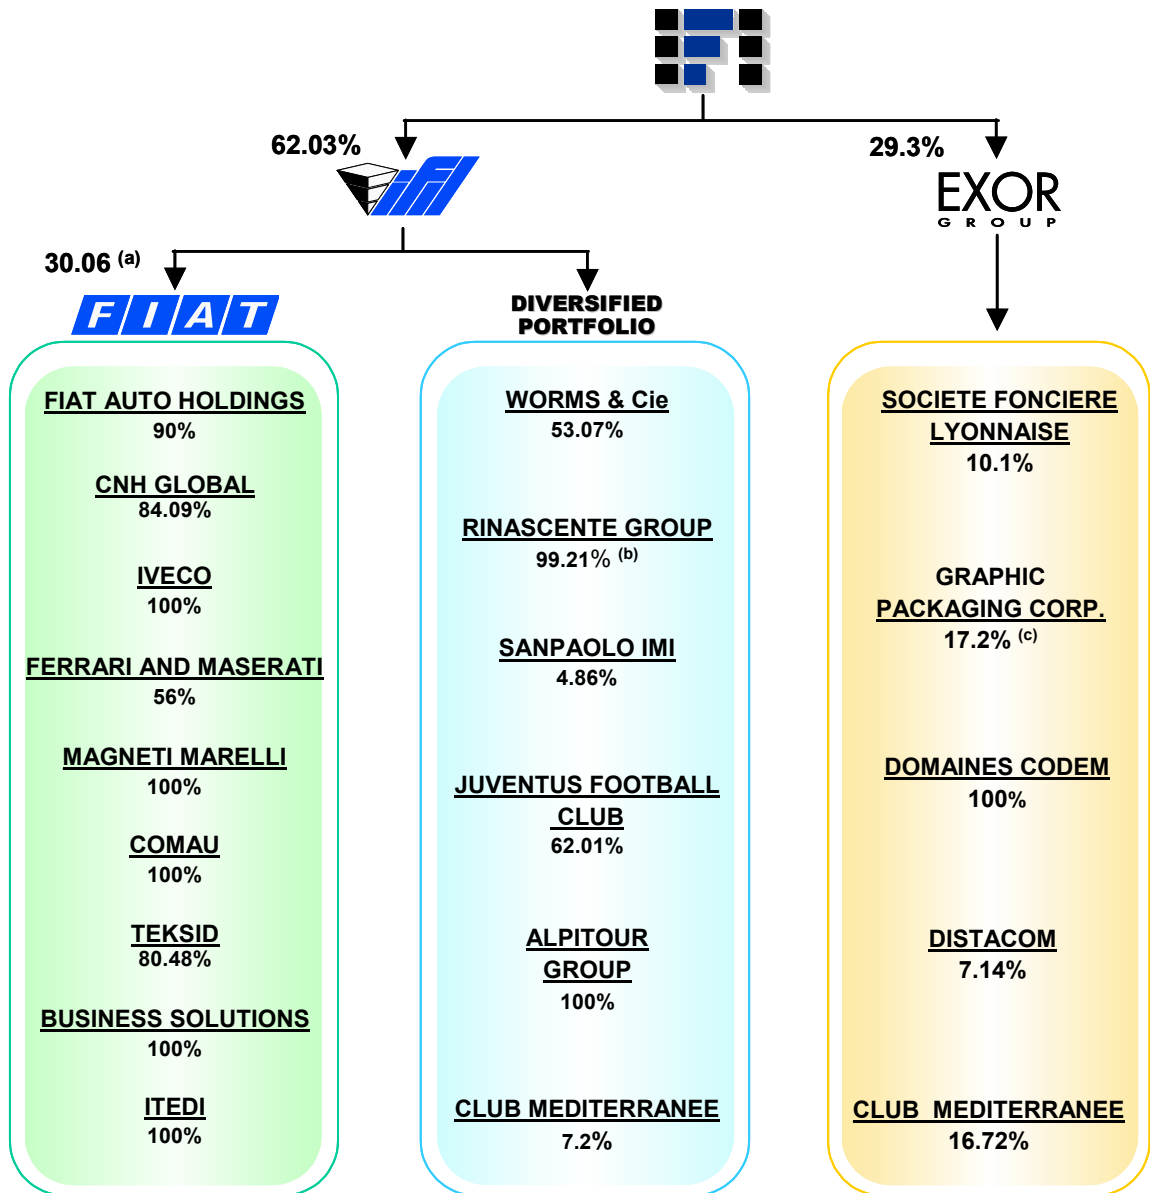 IFI
62.03%
29.3%
ifil
EXOR
GROUP
30.06 (a)
FIAT
DIVERSIFIED
PORTFOLIO
FIAT AUTO HOLDINGS
90%
CNH GLOBAL
84.09%
IVECO
100%
FERRARI AND MASERATI
56%
MAGNETI MARELLI
100%
COMAU
100%
TEKSID
80.48%
BUSINESS SOLUTIONS
100%
ITEDI
100%
WORMS & Cie
53.07%
RINASCENTE GROUP
99.21% (b)
SANPAOLO IMI
4.86%
JUVENTUS FOOTBALL
CLUB
62.01%
ALPITOUR
GROUP
100%
CLUB MEDITERRANEE
7.2%
SOCIETE FONCIERE
LYONNAISE
10.1%
GRAPHIC
PACKAGING CORP.
17.2% (c)
DOMAINES CODEM
100%
DISTACOM
7.14%
CLUB MEDITERRANEE
16.72%